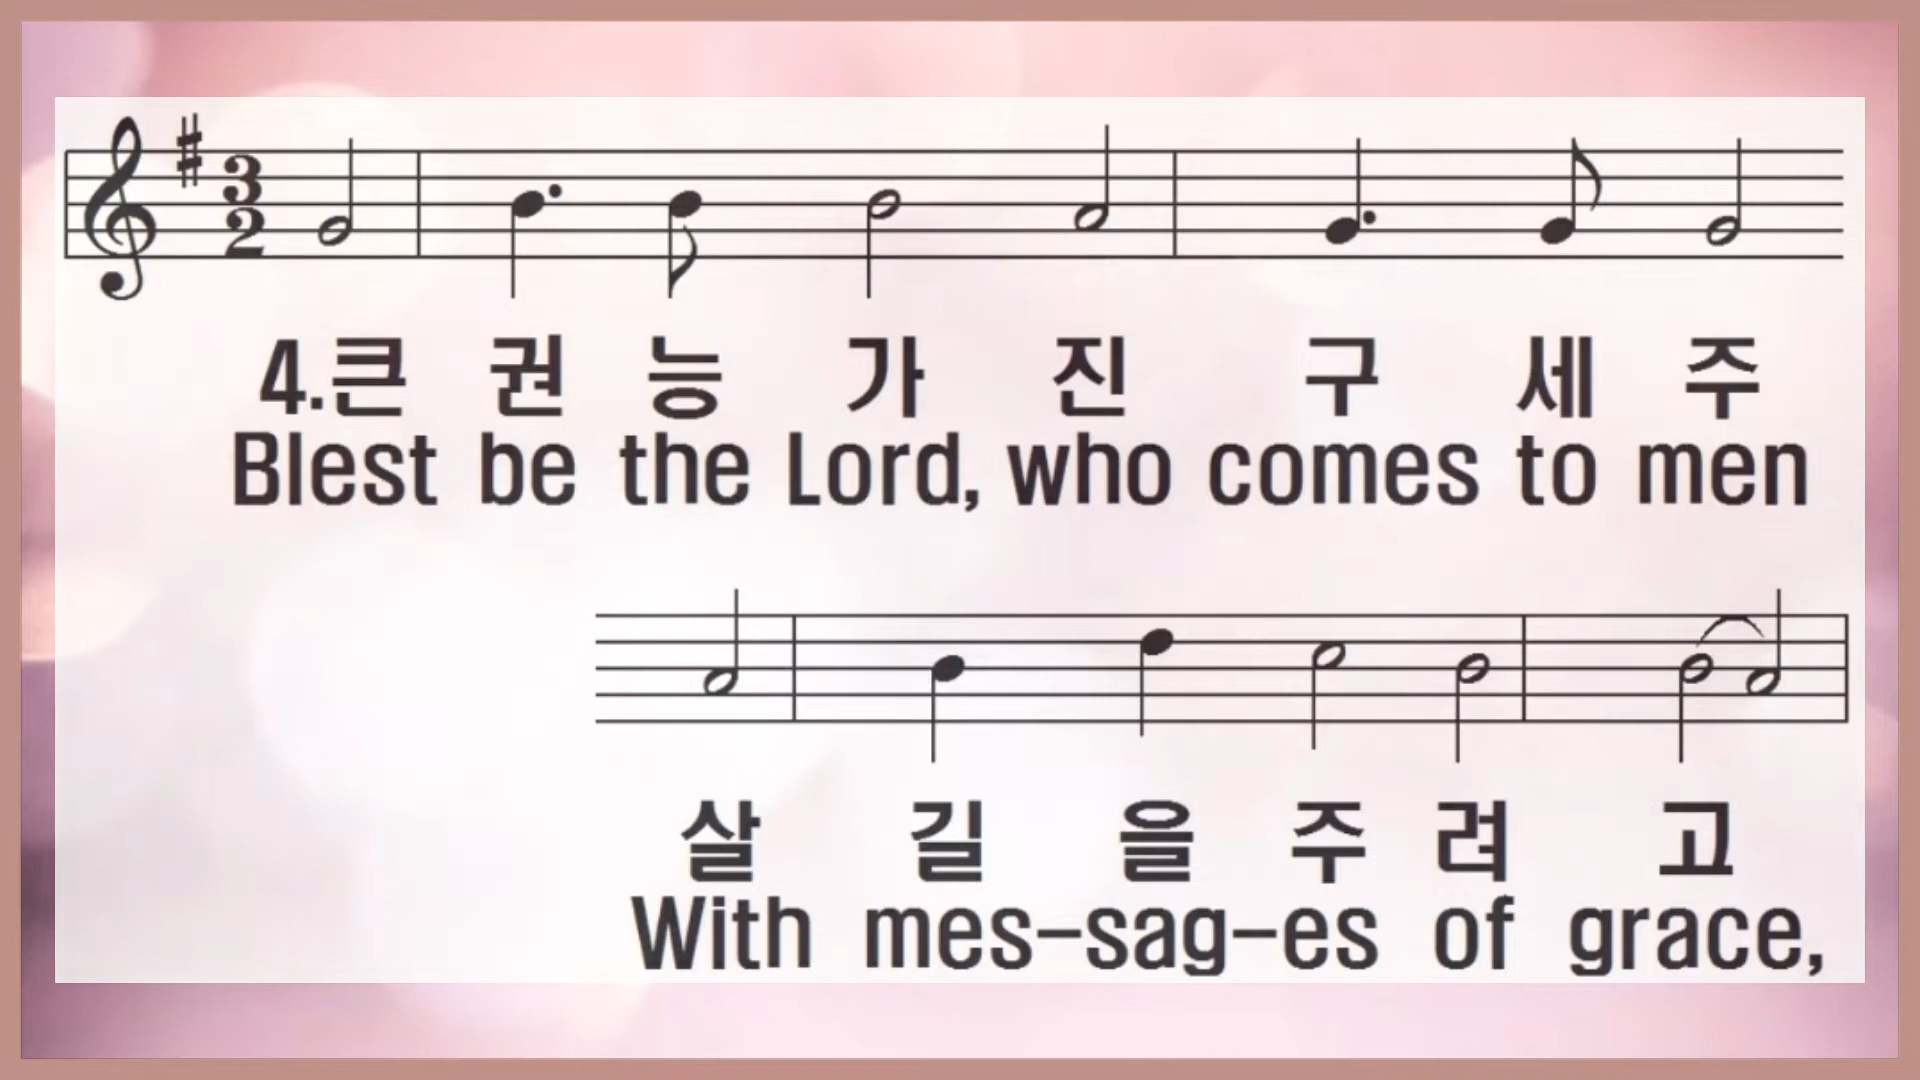 4.큰 권 능 가 진 구 세 주
Blest be the Lord, who comes to men
살 길 을 주 려 고
With mes-sag-es of grace,